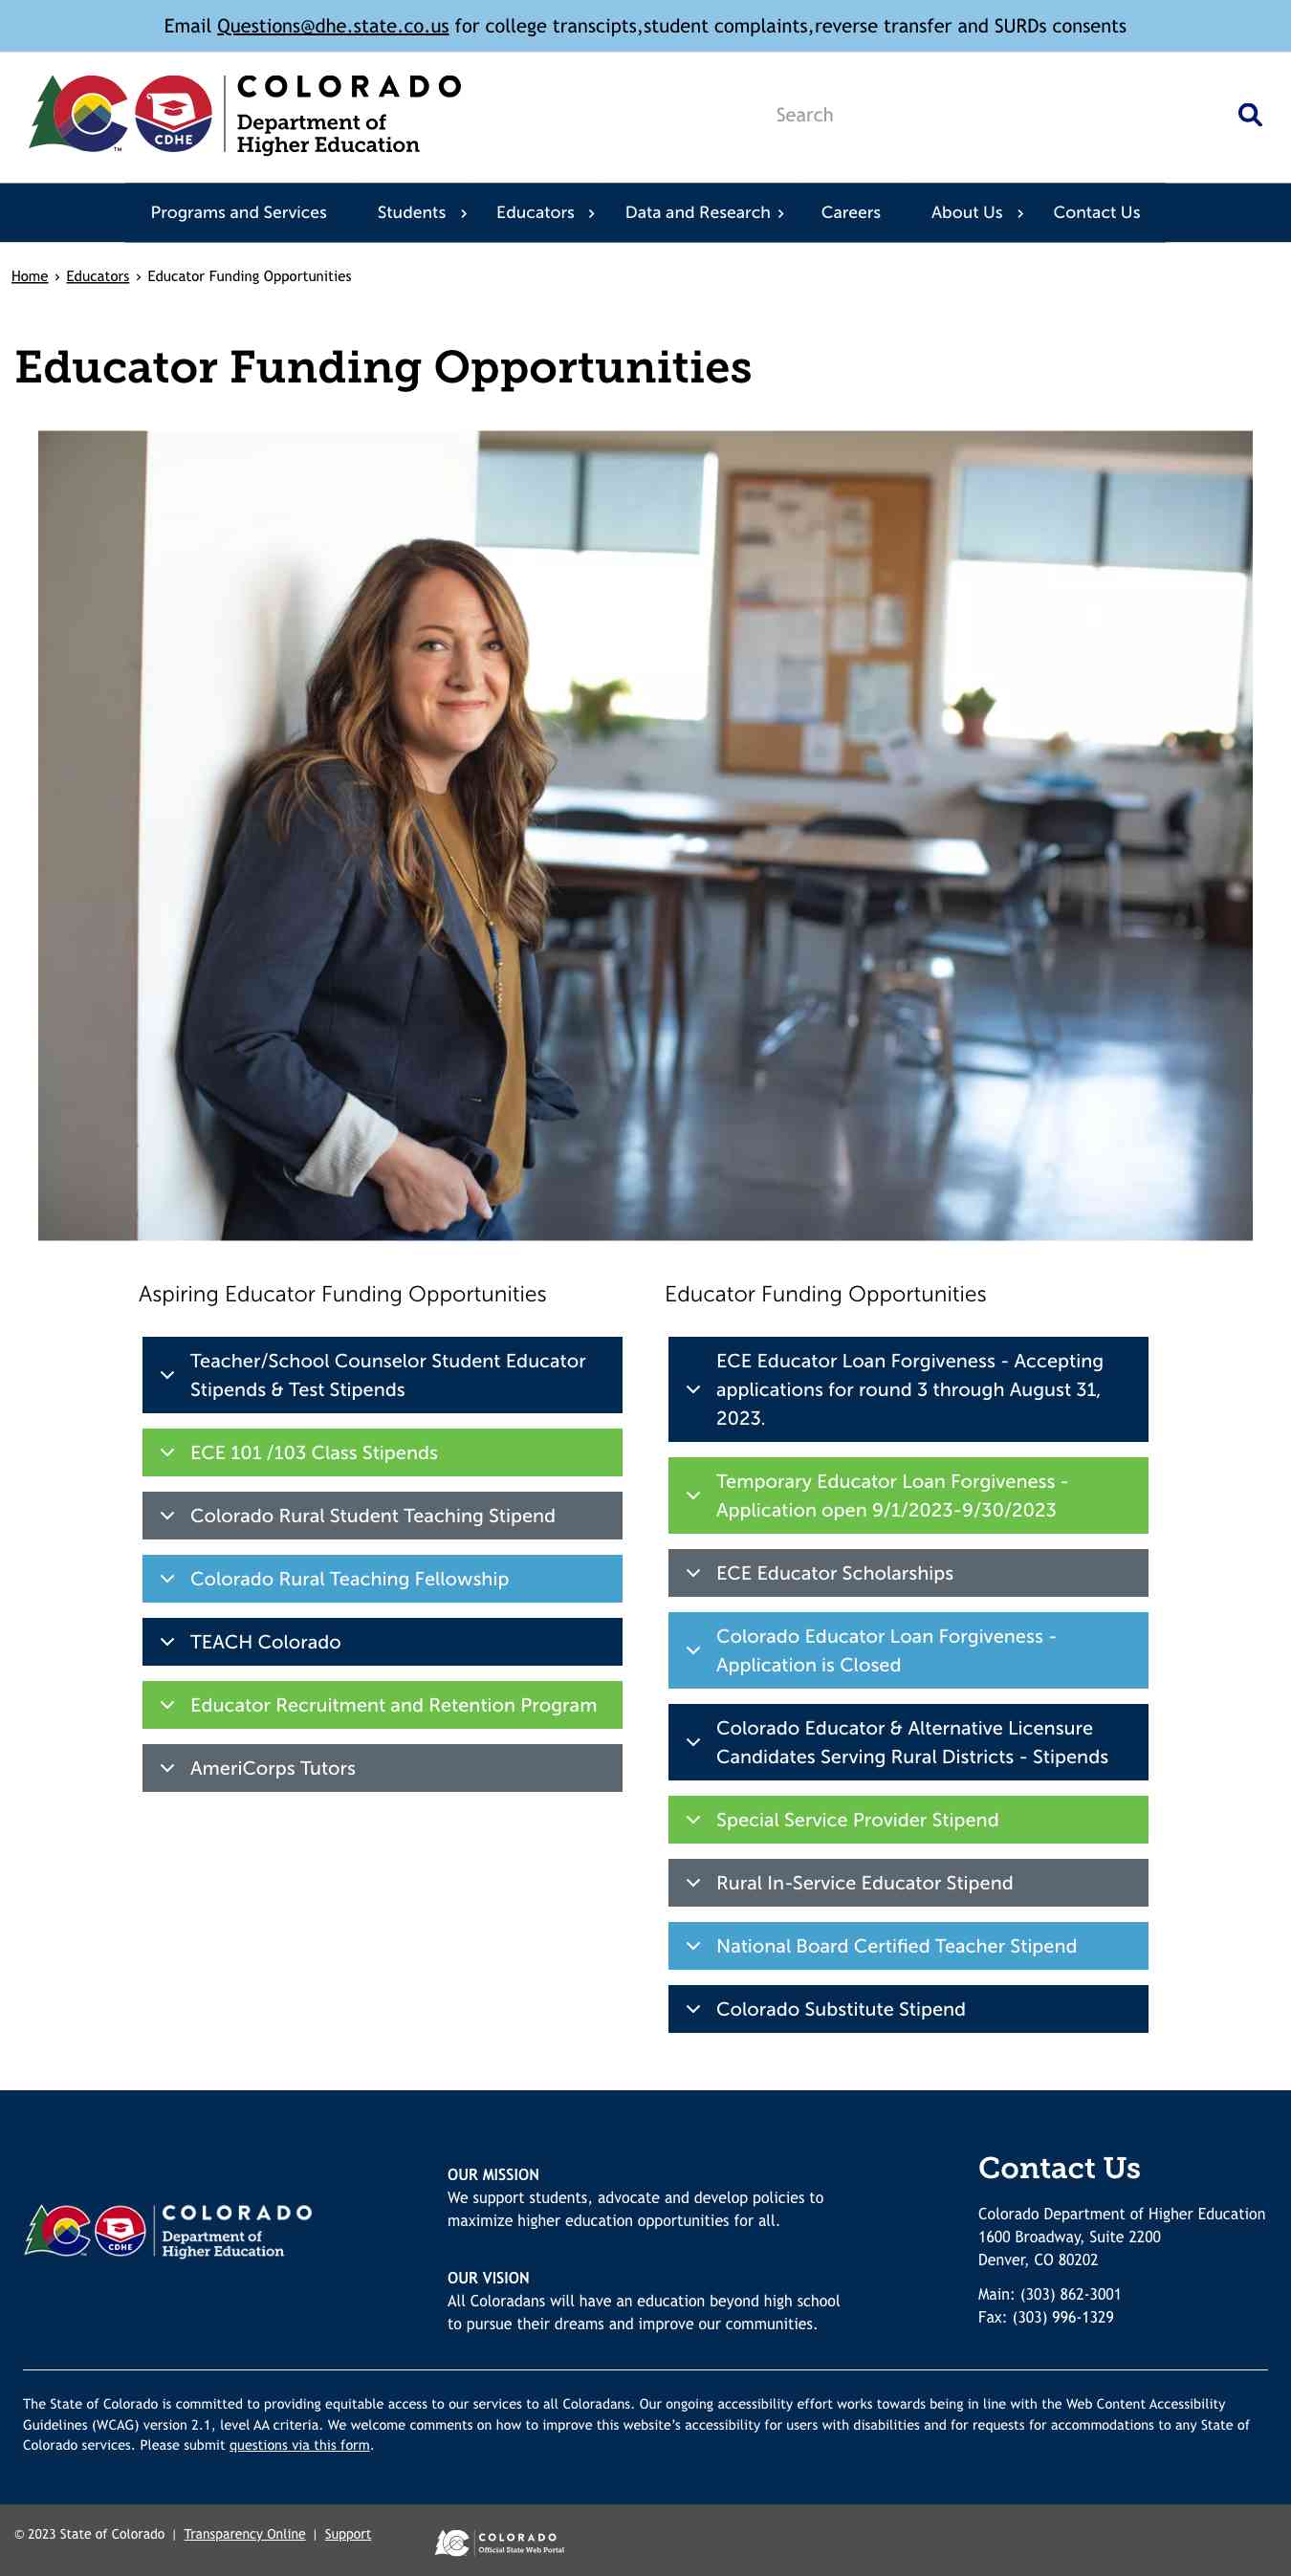 Email Questions@dhe.state.co.us for college transcipts,student complaints,reverse transfer and SURDs consents
CDHE
TM
COLORADO
Department of
Higher Education
Search
Programs and Services
Students
Educators
Data and Research
Careers
About Us
Contact Us
Home › Educators › Educator Funding Opportunities
Educator Funding Opportunities
Aspiring Educator Funding Opportunities
Teacher/School Counselor Student Educator
Stipends & Test Stipends
ECE 101 /103 Class Stipends
Colorado Rural Student Teaching Stipend
Colorado Rural Teaching Fellowship
TEACH Colorado
Educator Recruitment and Retention Program
AmeriCorps Tutors
Educator Funding Opportunities
ECE Educator Loan Forgiveness - Accepting
applications for round 3 through August 31,
2023.
Temporary Educator Loan Forgiveness -
Application open 9/1/2023-9/30/2023
ECE Educator Scholarships
Colorado Educator Loan Forgiveness -
Application is Closed
Colorado Educator & Alternative Licensure
Candidates Serving Rural Districts - Stipends
Special Service Provider Stipend
Rural In-Service Educator Stipend
National Board Certified Teacher Stipend
Colorado Substitute Stipend
CDHE
COLORADO
Department of
Higher Education
OUR MISSION
We support students, advocate and develop policies to
maximize higher education opportunities for all.
OUR VISION
All Coloradans will have an education beyond high school
to pursue their dreams and improve our communities.
Contact Us
Colorado Department of Higher Education
1600 Broadway, Suite 2200
Denver, CO 80202
Main: (303) 862-3001
Fax: (303) 996-1329
The State of Colorado is committed to providing equitable access to our services to all Coloradans. Our ongoing accessibility effort works towards being in line with the Web Content Accessibility
Guidelines (WCAG) version 2.1, level AA criteria. We welcome comments on how to improve this website’s accessibility for users with disabilities and for requests for accommodations to any State of
Colorado services. Please submit questions via this form.
© 2023 State of Colorado | Transparency Online | Support
COLORADO
Official State Web Portal